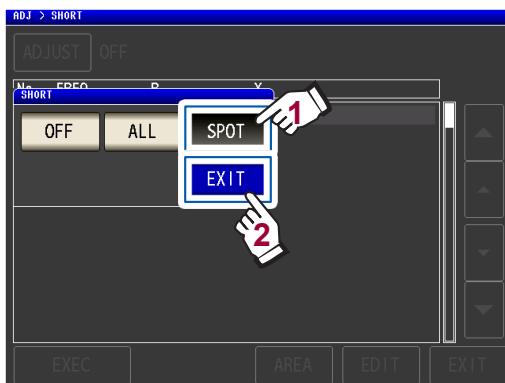 ADJ > SHORT
ADJUST OFF
No. FREQ R X
SHORT
OFF ALL SPOT 1
EXIT
2
EXEC AREA EDIT EXIT